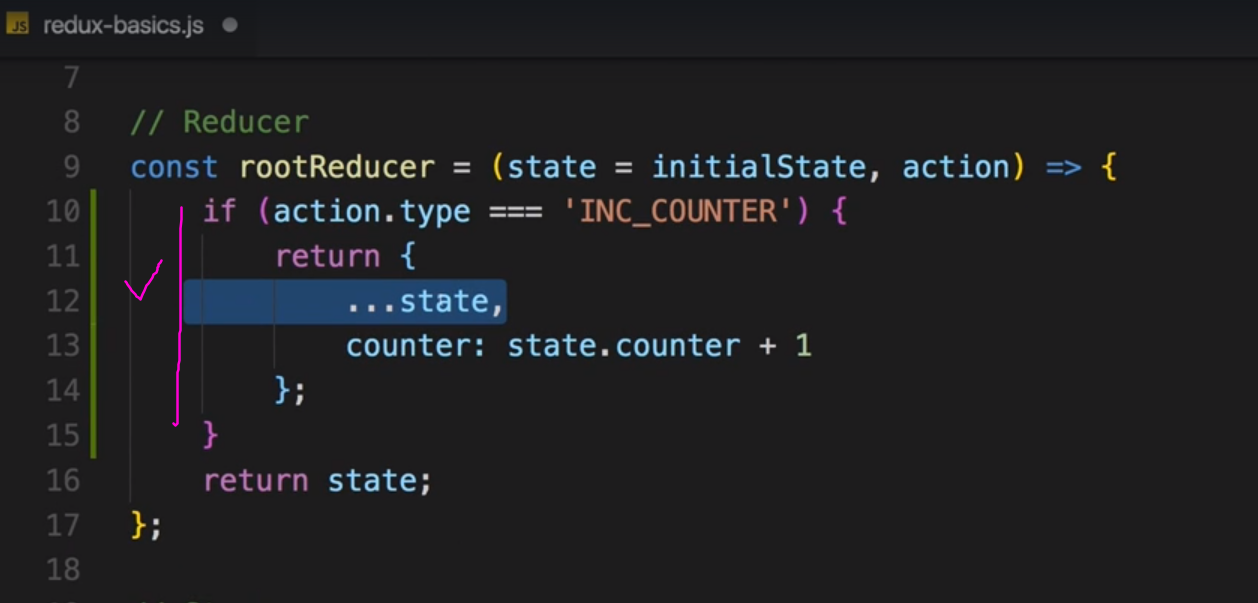 JS redux-basics.js
7
8 // Reducer
9 const rootReducer = (state = initialState, action) => {
10 if (action.type === 'INC_COUNTER') {
11 return {
12 ...state,
13 counter: state.counter + 1
14 };
15 }
16 return state;
17 };
18